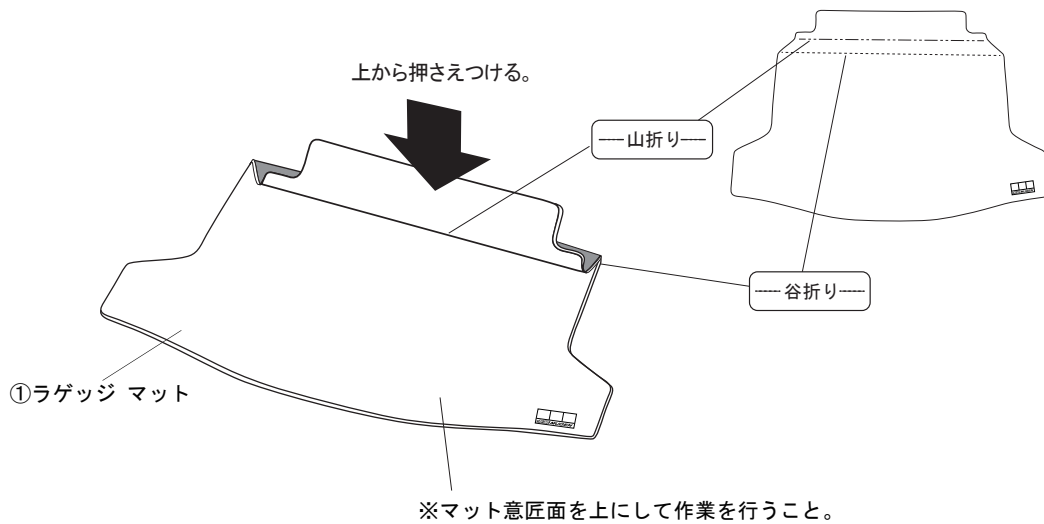 上から押さえつける。
山折り
谷折り
①ラゲッジ マット
※マット意匠面を上にして作業を行うこと。